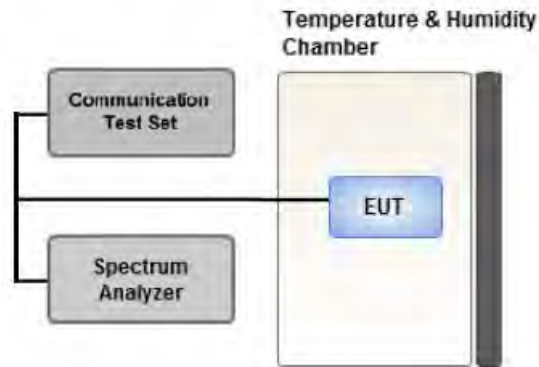 Temperature & Humidity
Chamber
Communication
Test Set
EUT
Spectrum
Analyzer